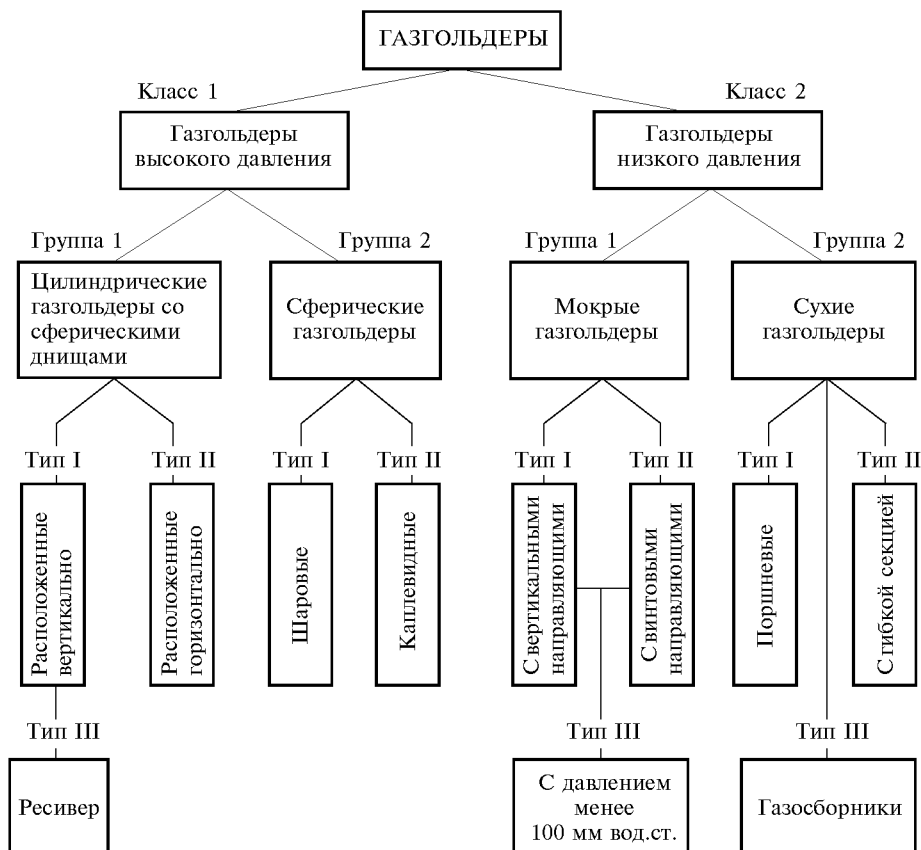 ГАЗГОЛЬДЕРЫ
Класс 1
Класс 2
Газгольдеры
высокого давления
Газгольдеры
низкого давления
Группа 1
Группа 2
Группа 1
Группа 2
Цилиндрические
газгольдеры со
сферическими
днищами
Сферические
газгольдеры
Мокрые
газгольдеры
Сухие
газгольдеры
Тип I
Тип II
Тип I
Тип II
Тип I
Тип II
Тип I
Тип II
Расположенные
вертикально
Расположенные
горизонтально
Шаровые
Каплевидные
С вертикальными
направляющими
С винтовыми
направляющими
Поршневые
С гибкой секцией
Тип III
Тип III
Тип III
Ресивер
С давлением
менее
100 мм вод.ст.
Газосборники